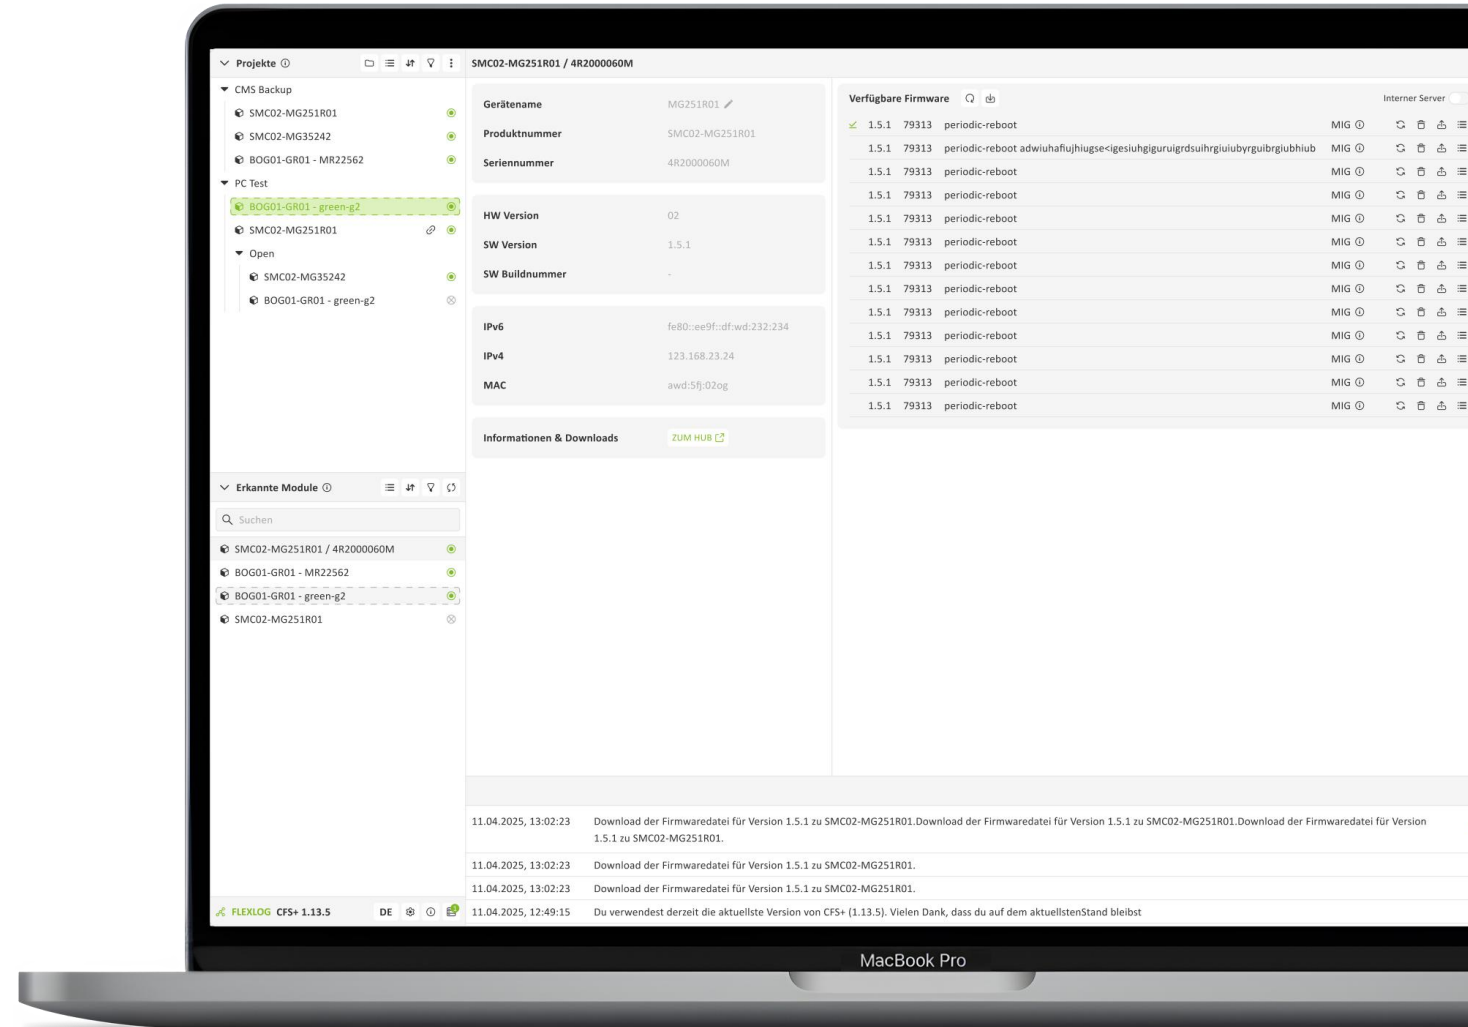 Projekte
CMS Backup
SMC02-MG251R01
SMC02-MG35242
BOG01-GR01 - MR22562
PC Test
BOG01-GR01 - green-g2
SMC02-MG251R01
Open
SMC02-MG35242
BOG01-GR01 - green-g2
Erkannte Module
Suchen
SMC02-MG251R01 / 4R2000060M
BOG01-GR01 - MR22562
BOG01-GR01 - green-g2
SMC02-MG251R01
FLEXLOG CFS+ 1.13.5 DE 
SMC02-MG251R01 / 4R2000060M
Gerätename MG251R01
Produktnummer SMC02-MG251R01
Seriennummer 4R2000060M
HW Version 02
SW Version 1.5.1
SW Buildnummer -
IPv6 fe80::ee9f::df:wd:232:234
IPv4 123.168.23.24
MAC awd:5fj:02og
Informationen & Downloads ZUM HUB
Verfügbare Firmware Interner Server
1.5.1 79313 periodic-reboot MIG
1.5.1 79313 periodic-reboot adwiuhafiujhiugse<igesiuhgiguruigrdsuihrgiuiubyrguibrgiubhiub MIG
1.5.1 79313 periodic-reboot MIG
1.5.1 79313 periodic-reboot MIG
1.5.1 79313 periodic-reboot MIG
1.5.1 79313 periodic-reboot MIG
1.5.1 79313 periodic-reboot MIG
1.5.1 79313 periodic-reboot MIG
1.5.1 79313 periodic-reboot MIG
1.5.1 79313 periodic-reboot MIG
1.5.1 79313 periodic-reboot MIG
1.5.1 79313 periodic-reboot MIG
1.5.1 79313 periodic-reboot MIG
11.04.2025, 13:02:23 Download der Firmwaredatei für Version 1.5.1 zu SMC02-MG251R01.Download der Firmwaredatei für Version 1.5.1 zu SMC02-MG251R01.Download der Firmwaredatei für Version
1.5.1 zu SMC02-MG251R01.
11.04.2025, 13:02:23 Download der Firmwaredatei für Version 1.5.1 zu SMC02-MG251R01.
11.04.2025, 13:02:23 Download der Firmwaredatei für Version 1.5.1 zu SMC02-MG251R01.
11.04.2025, 12:49:15 Du verwendest derzeit die aktuellste Version von CFS+ (1.13.5). Vielen Dank, dass du auf dem aktuellstenStand bleibst
MacBook Pro